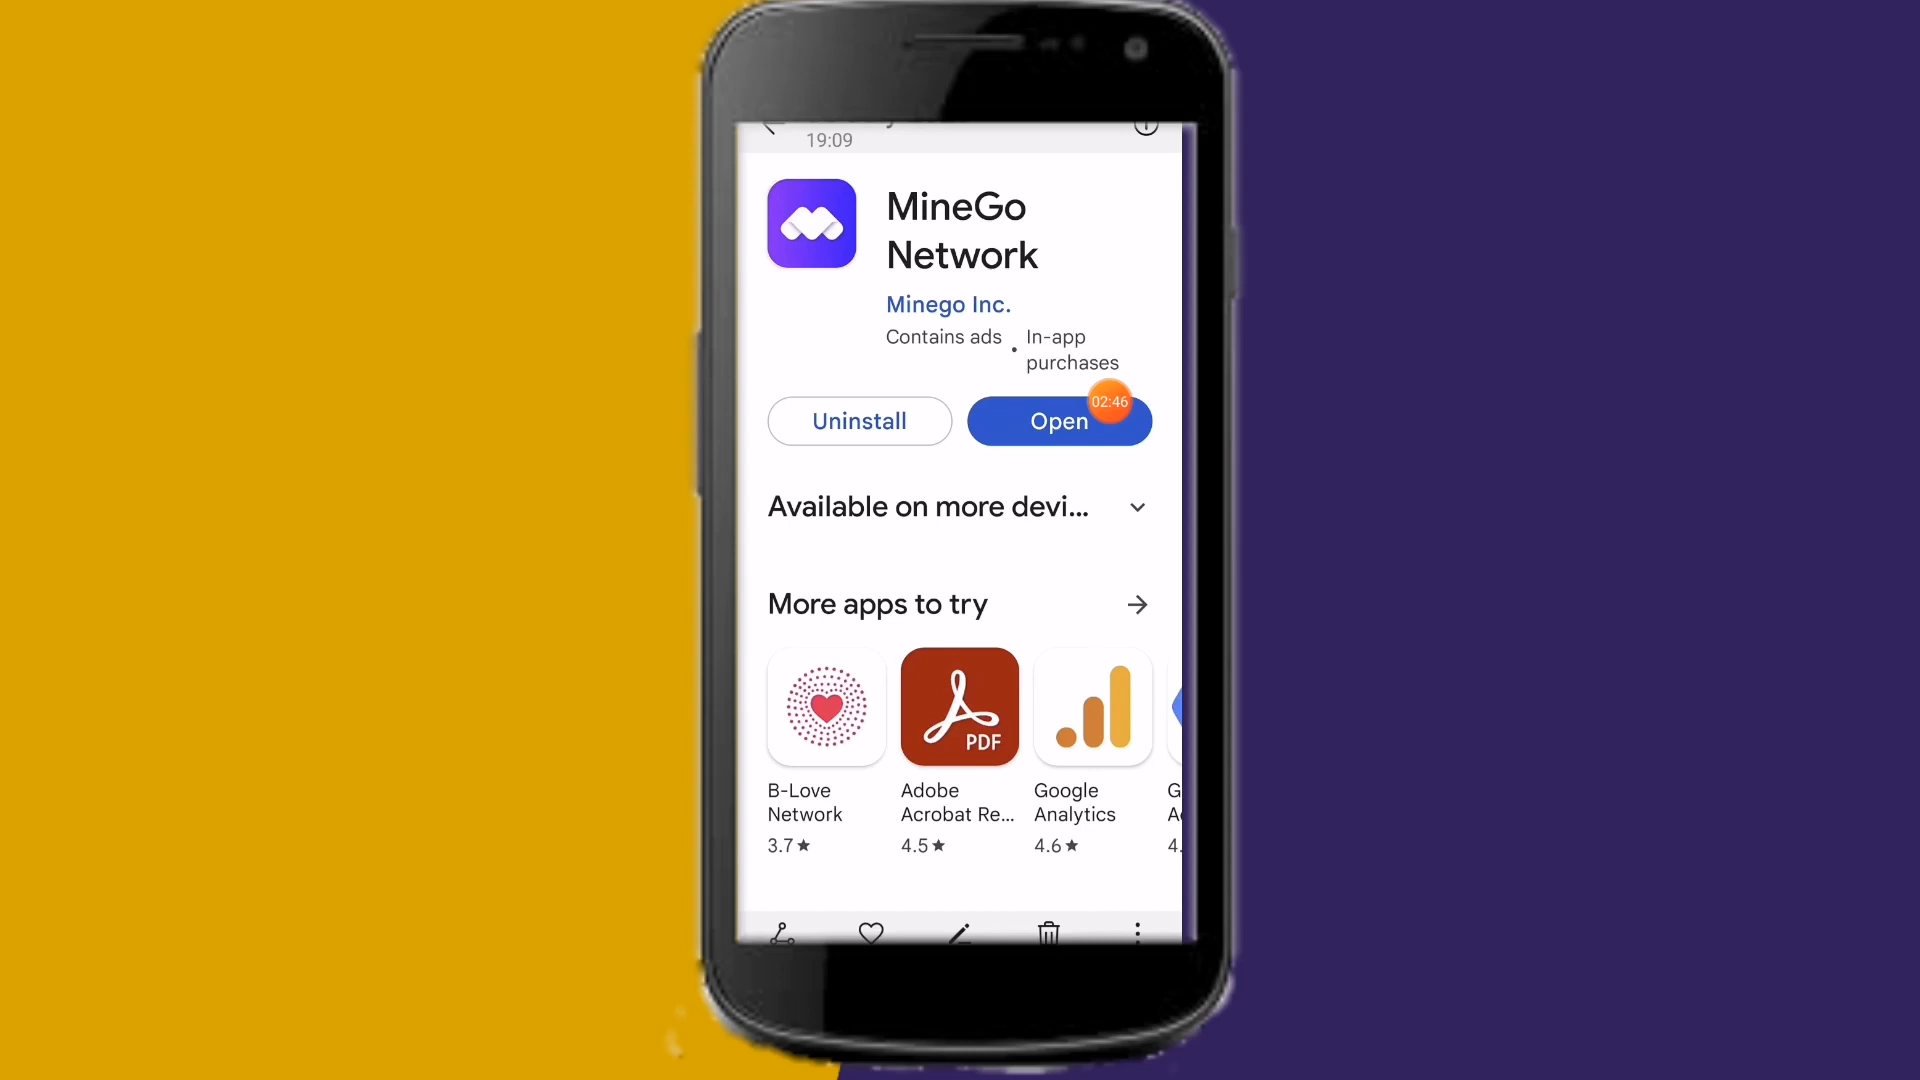 19:09
MineGo
Network
Minego Inc.
Contains ads • In-app
purchases
Uninstall
Open
02:46
Available on more devi...
More apps to try
PDF
B-Love
Network
3.7★
Adobe
Acrobat Re...
4.5★
Google
Analytics
4.6★
G
4.